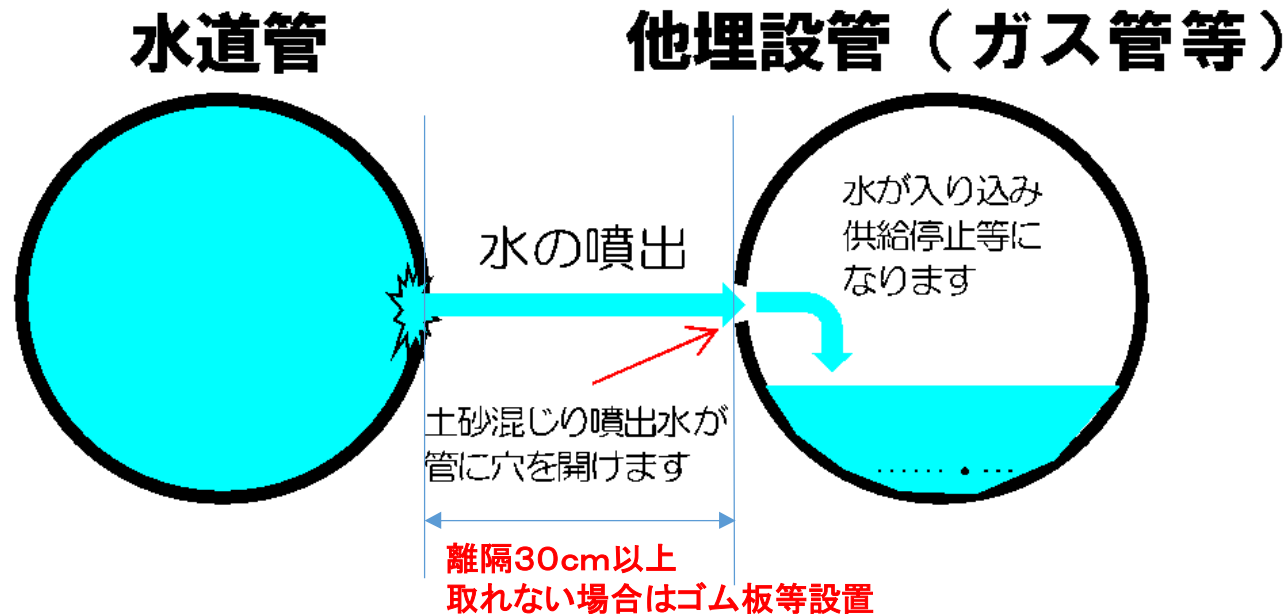 水道管
他埋設管(ガス管等)
水が入り込み
供給停止等に
なります
水の噴出
土砂混じり噴出水が
管に穴を開けます
離隔30cm以上
取れない場合はゴム板等設置